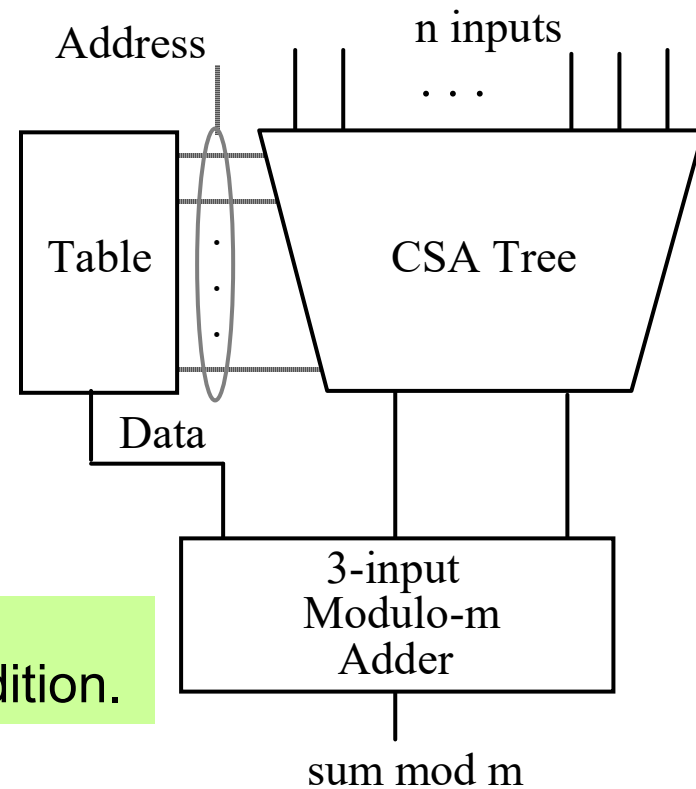 Address
n inputs
. . .
Table
CSA Tree
Data
3-input
Modulo-m
Adder
dition.
sum mod m